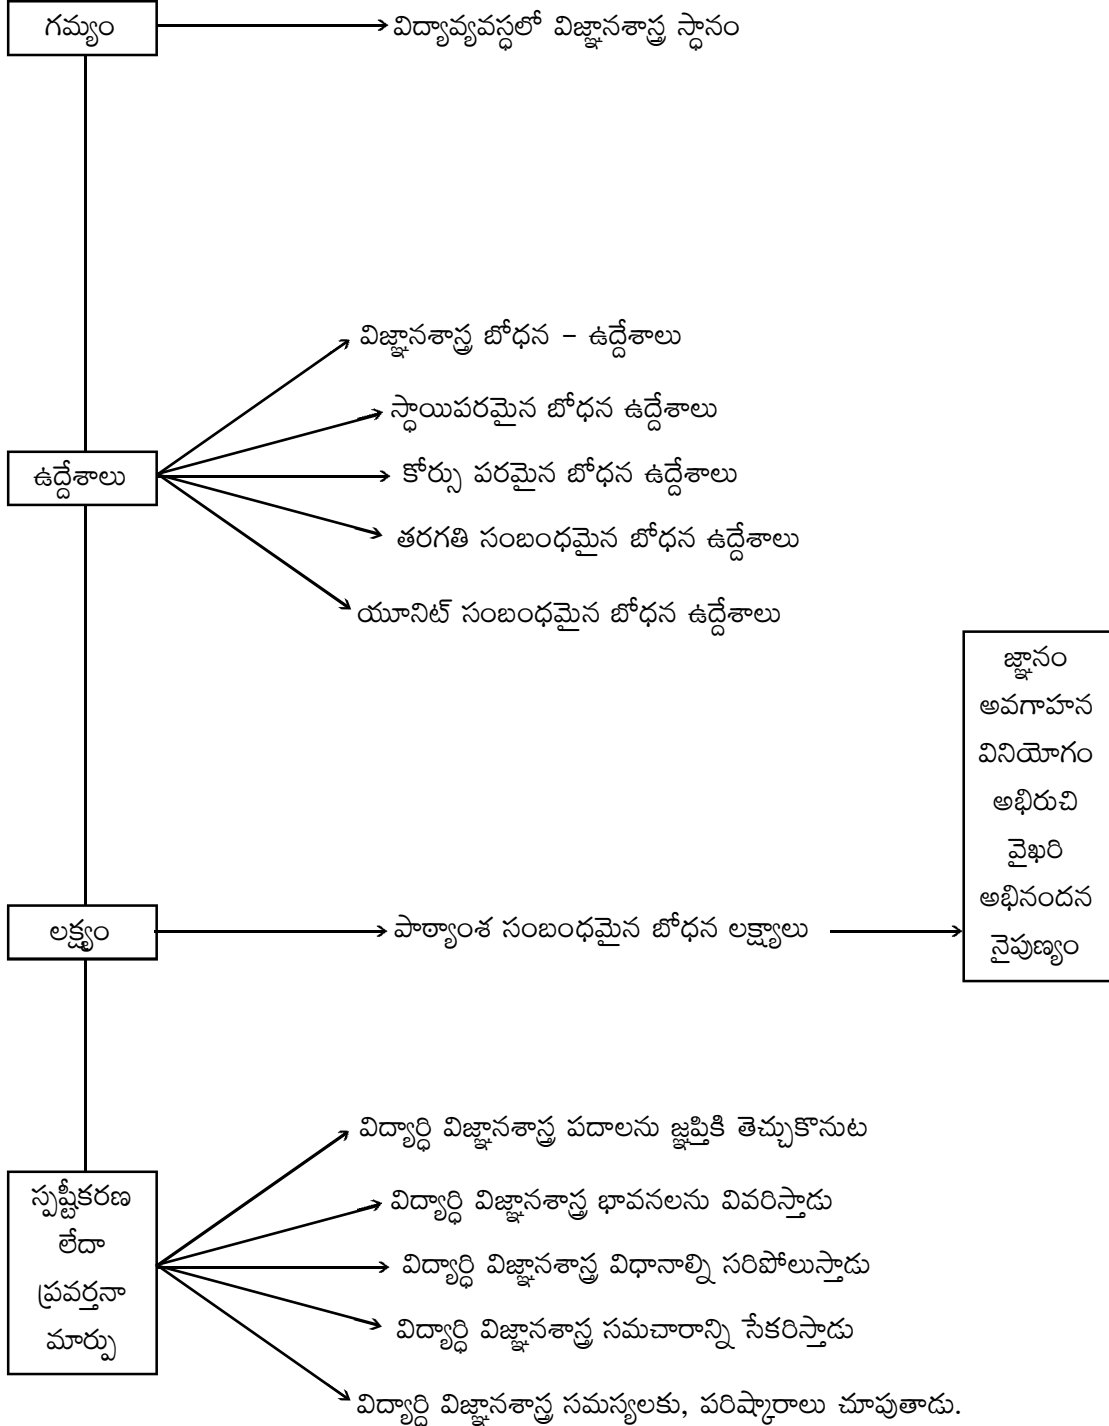 గమ్యం
విద్యావ్యవస్థలో విజ్ఞానశాస్త్ర స్థానం
విజ్ఞానశాస్త్ర బోధన – ఉద్దేశాలు
స్థాయిపరమైన బోధన ఉద్దేశాలు
ఉద్దేశాలు
కోర్సు పరమైన బోధన ఉద్దేశాలు
తరగతి సంబంధమైన బోధన ఉద్దేశాలు
యూనిట్ సంబంధమైన బోధన ఉద్దేశాలు
జ్ఞానం
అవగాహన
వినియోగం
అభిరుచి
వైఖరి
అభినందన
నైపుణ్యం
లక్ష్యం
పాఠ్యాంశ సంబంధమైన బోధన లక్ష్యాలు
విద్యార్థి విజ్ఞానశాస్త్ర పదాలను జ్ఞప్తికి తెచ్చుకొనుట
స్పష్టీకరణ
లేదా
ప్రవర్తనా
మార్పు
విద్యార్థి విజ్ఞానశాస్త్ర భావనలను వివరిస్తాడు
విద్యార్థి విజ్ఞానశాస్త్ర విధానాల్ని సరిపోలుస్తాడు
విద్యార్థి విజ్ఞానశాస్త్ర సమచారాన్ని సేకరిస్తాడు
విద్యార్థి విజ్ఞానశాస్త్ర సమస్యలకు, పరిష్కారాలు చూపుతాడు.